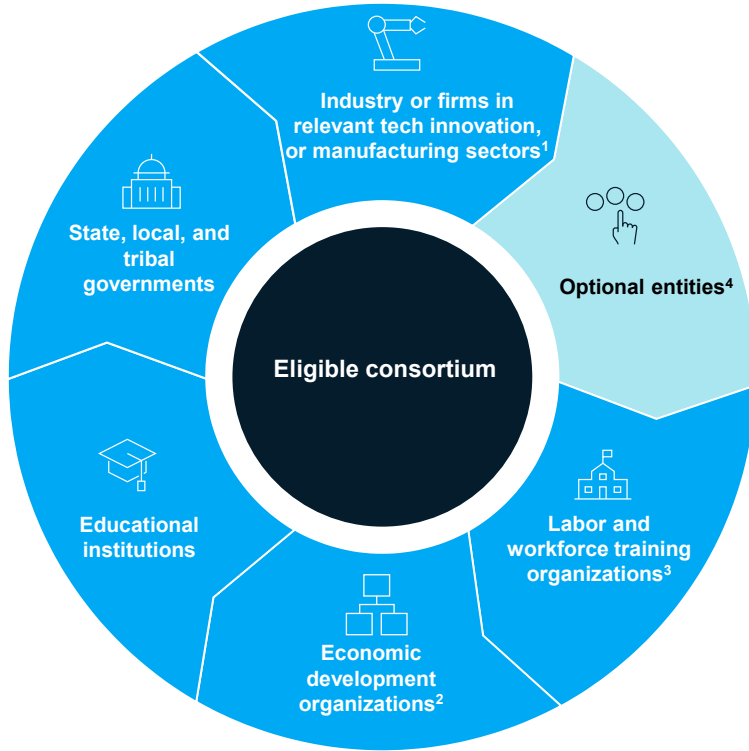 Industry or firms in
relevant tech innovation,
or manufacturing sectors¹
Optional entities⁴
State, local, and
tribal
governments
Eligible consortium
Educational
institutions
Labor and
workforce training
organizations³
Economic
development
organizations²